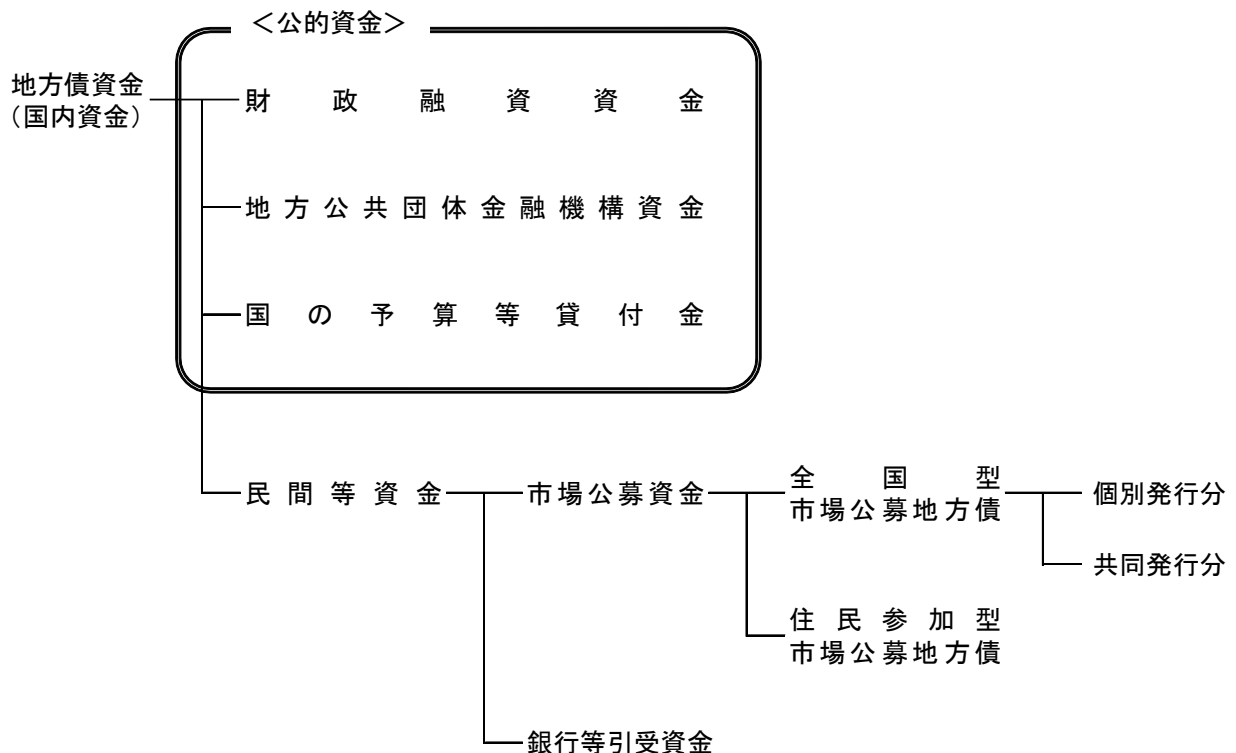 ＜公的資金＞
地方債資金
（国内資金）
財政融資資金
地方公共団体金融機構資金
国の予算等貸付金
民間等資金
市場公募資金
全国型
市場公募地方債
個別発行分
共同発行分
住民参加型
市場公募地方債
銀行等引受資金